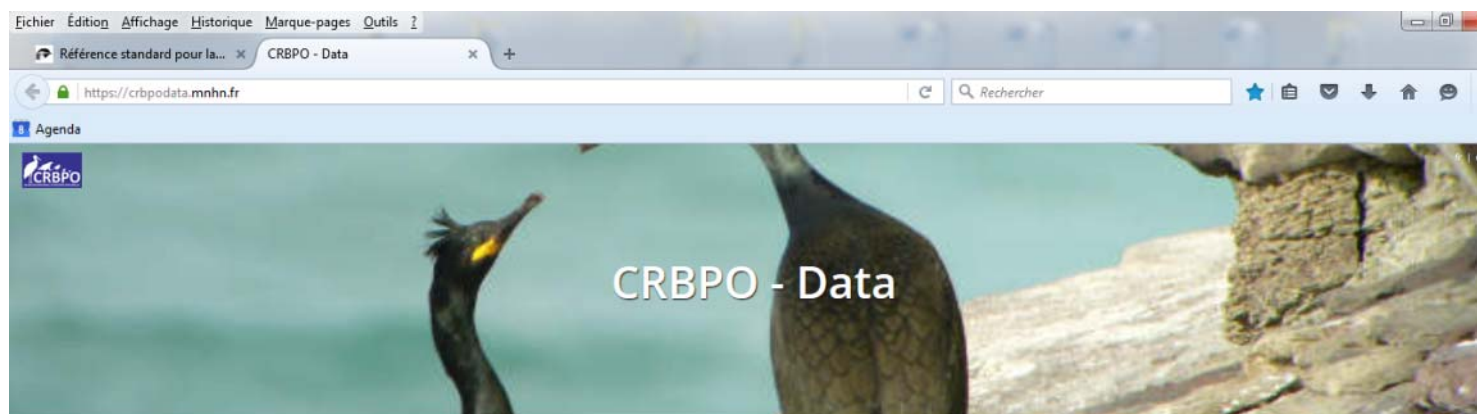 Fichier Édition Affichage Historique Marque-pages Outils ?
Référence standard pour la... × CRBPO - Data × +
https://crbpodata.mnhn.fr Rechercher
8 Agenda
CRBPO
CRBPO - Data